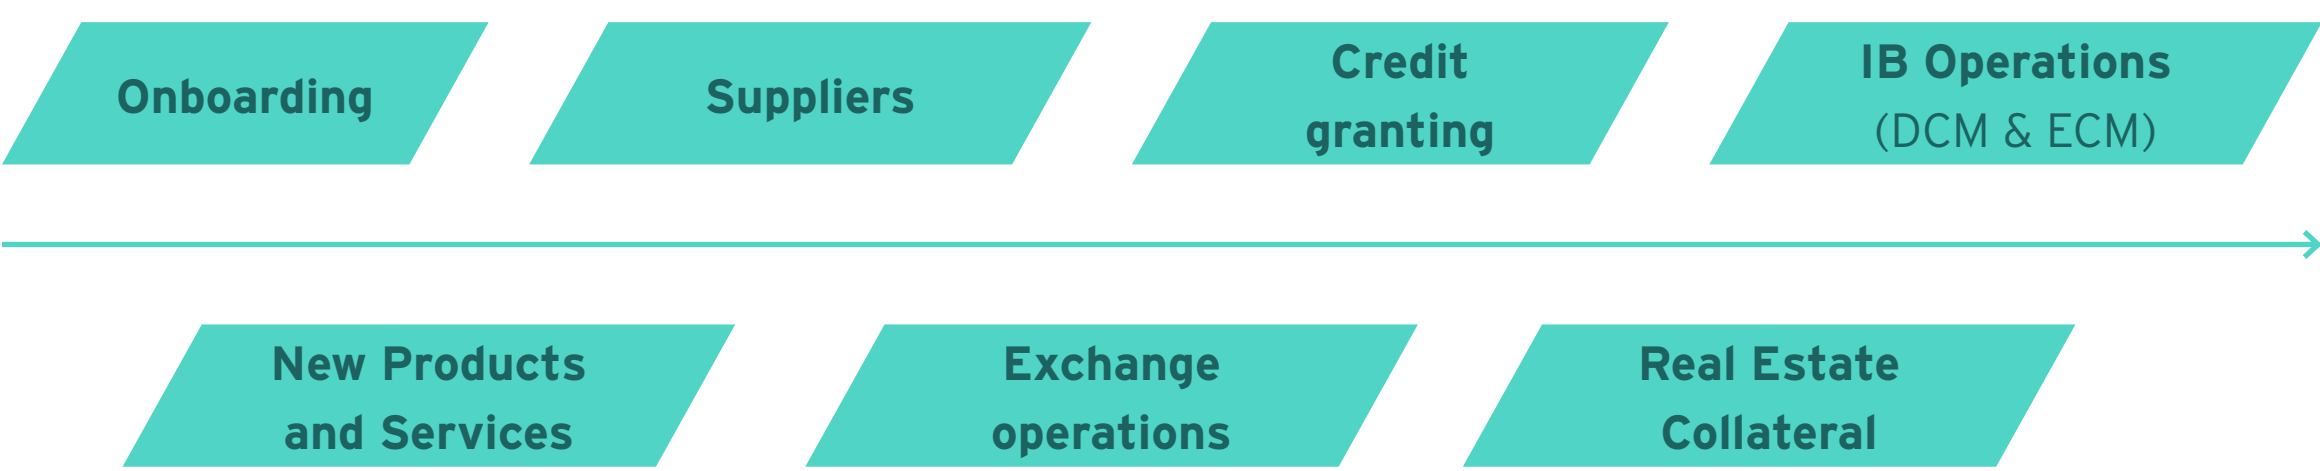 Onboarding
Suppliers
Credit
granting
IB Operations
(DCM & ECM)
New Products
and Services
Exchange
operations
Real Estate
Collateral